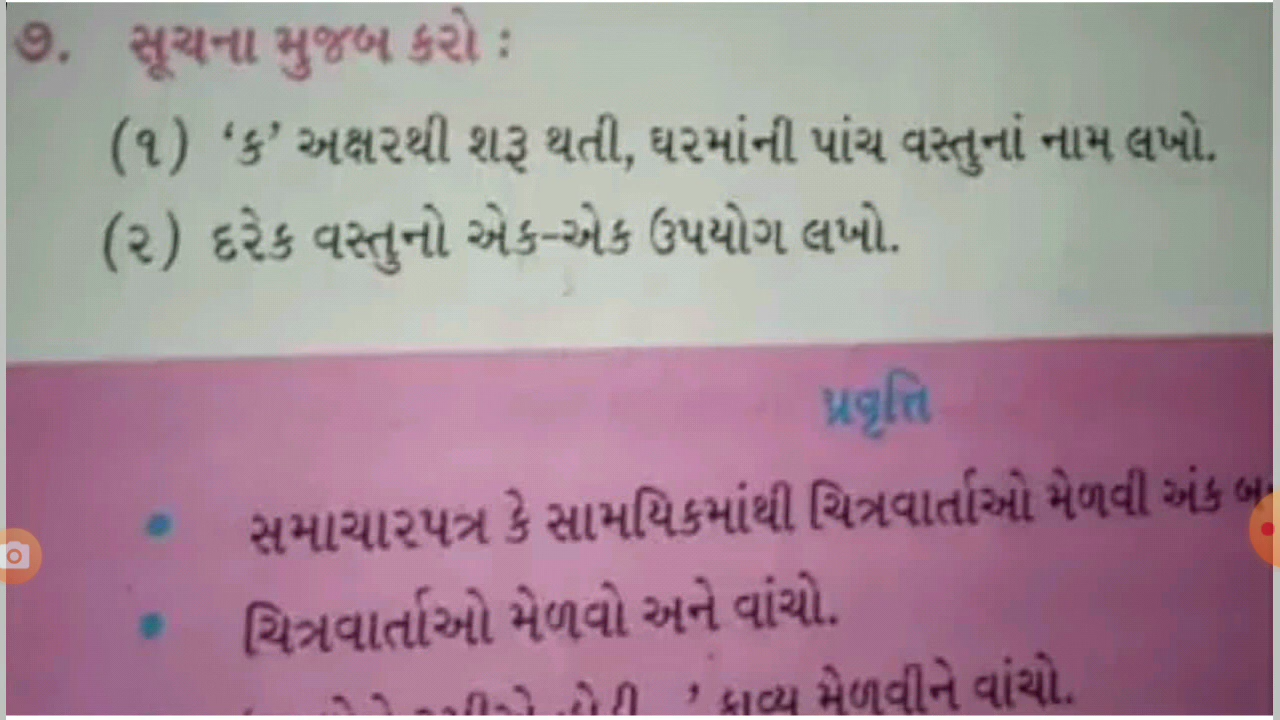 ૭. સૂચના મુજબ કરો :
(૧) ‘ક’ અક્ષરથી શરૂ થતી, ઘરમાંની પાંચ વસ્તુનાં નામ લખો.
(૨) દરેક વસ્તુનો એક-એક ઉપયોગ લખો.
પ્રવૃત્તિ
• સમાચારપત્ર કે સામયિકમાંથી ચિત્રવાર્તાઓ મેળવી અંક
• ચિત્રવાર્તાઓ મેળવો અને વાંચો.
’ કાવ્ય મેળવીને વાંચો.